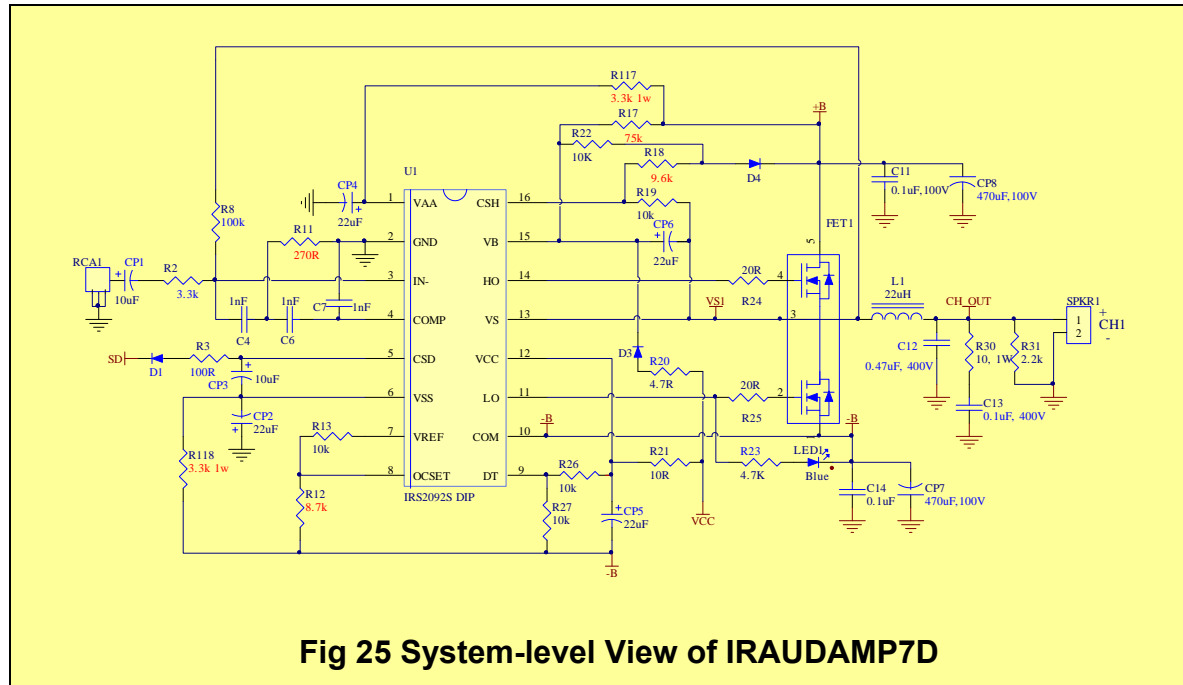 R117
3.3k 1w
+B
R17
75k
R22
10K
R18
9.6k
U1
D4
C11
0.1uF,100V
CP8
470uF,100V
CP4
22uF
1
VAA
CSH
16
R19
10k
R8
100k
CP6
22uF
FET1
R11
270R
2
GND
VB
15
5
RCA1
CP1
10uF
R2
3.3k
3
IN-
HO
14
20R
R24
4
L1
22uH
CH_OUT
SPKR1
1
2
+
CH1
-
1nF
C4
1nF
C6
C7
1nF
4
COMP
VS
13
VS1
3
R30
10, 1W
R31
2.2k
C12
0.47uF, 400V
SD
D1
R3
100R
CP3
10uF
5
CSD
VCC
12
D3
R20
4.7R
C13
0.1uF, 400V
CP2
22uF
6
VSS
LO
11
20R
R25
2
R118
3.3k 1w
R13
10k
7
VREF
COM
10
-B
1
-B
R12
8.7k
8
OCSET
DT
9
R26
10k
R21
10R
R23
4.7K
LED1
Blue
IRS2092S DIP
R27
10k
CP5
22uF
VCC
C14
0.1uF
CP7
470uF,100V
-B
Fig 25 System-level View of IRAUDAMP7D